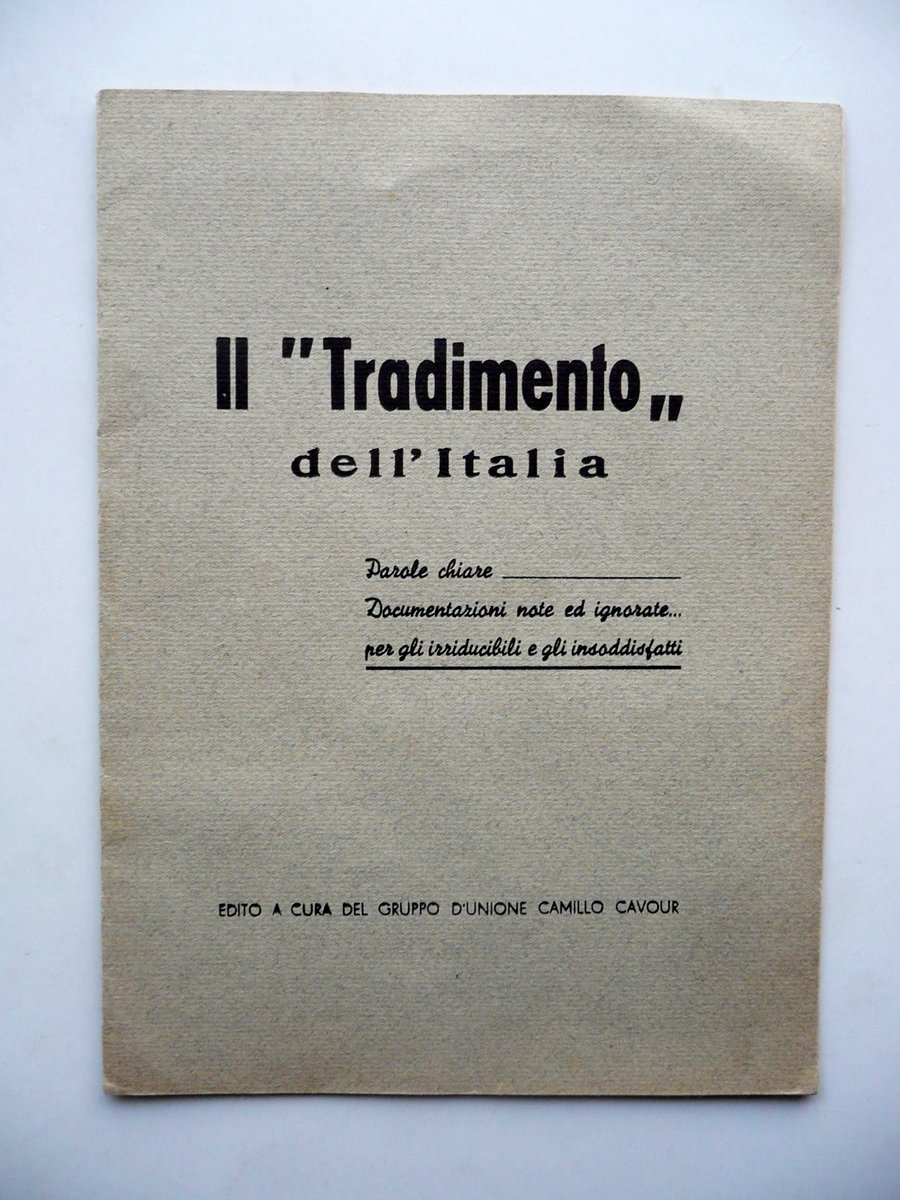 Il "Tradimento„
dell'Italia
Parole chiare
Documentazioni note ed ignorate...
per gli irriducibili e gli insoddisfatti
EDITO A CURA DEL GRUPPO D'UNIONE CAMILLO CAVOUR